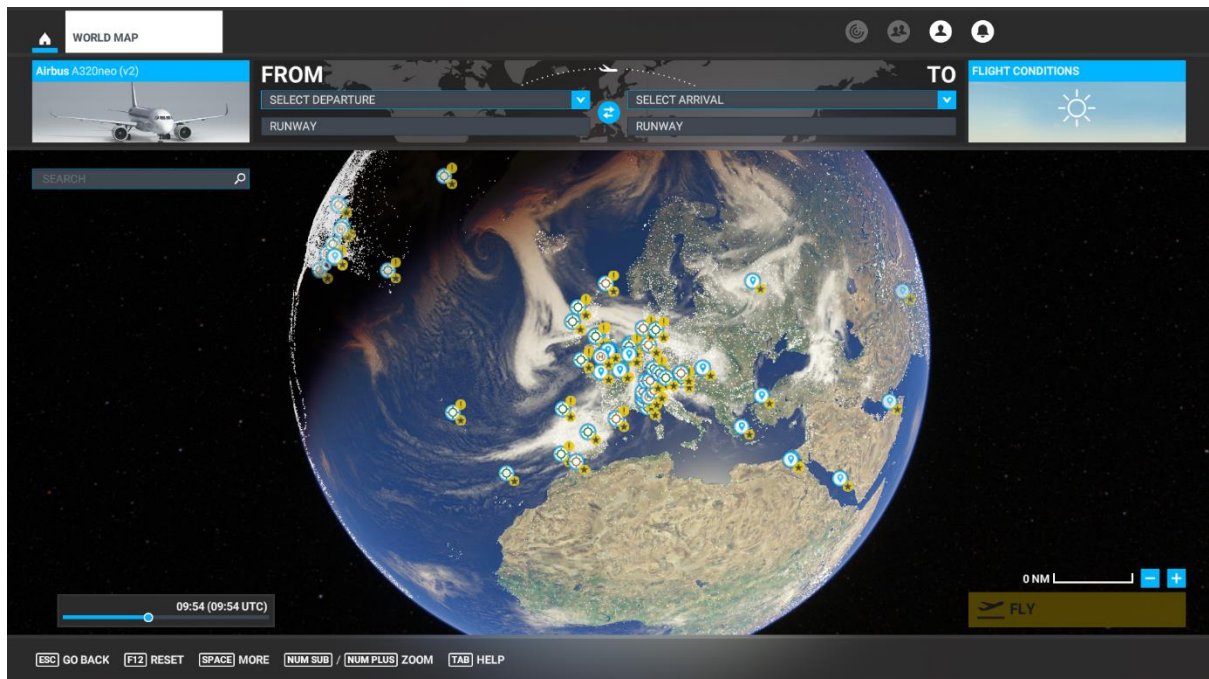 WORLD MAP
Airbus A320neo (v2)
FROM
TO
FLIGHT CONDITIONS
SELECT DEPARTURE
SELECT ARRIVAL
RUNWAY
RUNWAY
SEARCH
09:54 (09:54 UTC)
0 NM
FLY
ESC GO BACK F12 RESET SPACE MORE NUM SUB / NUM PLUS ZOOM TAB HELP